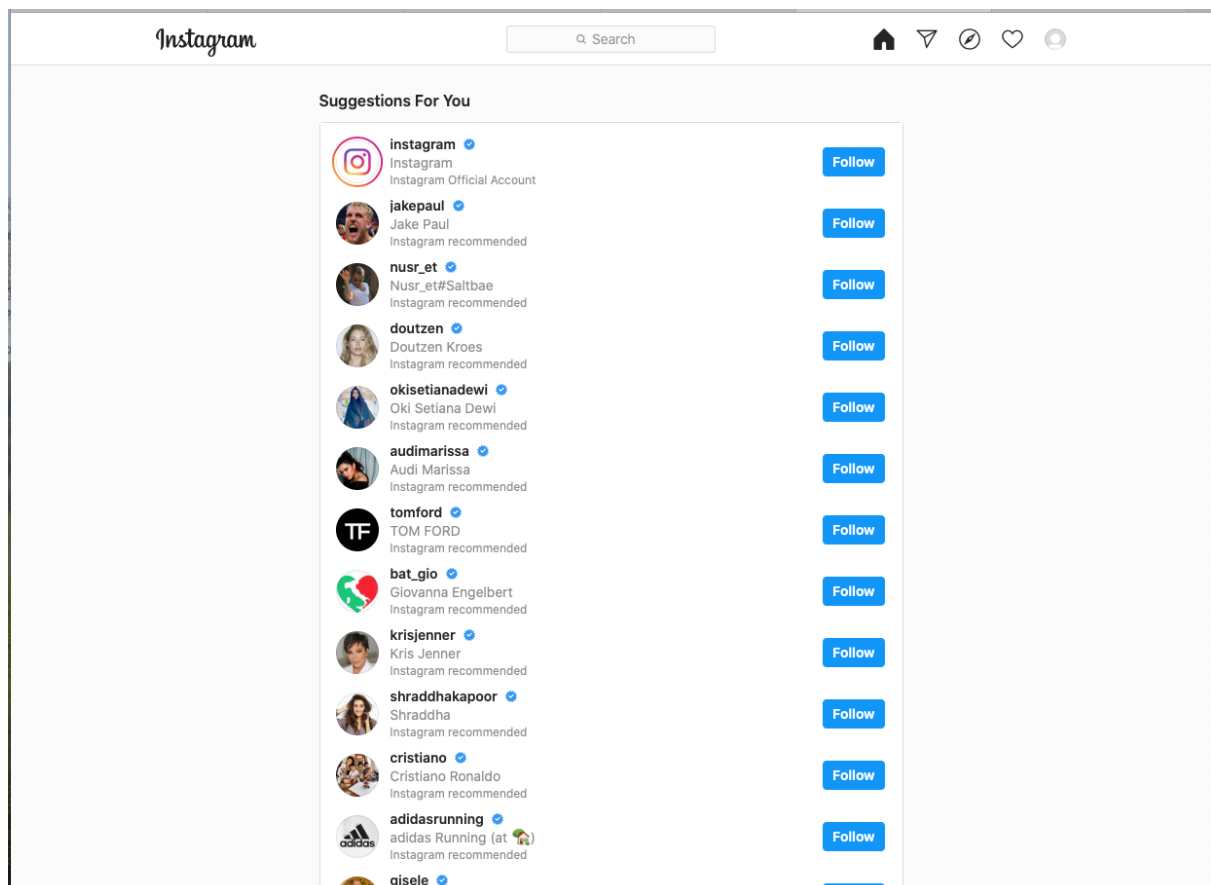 Instagram
Search
Suggestions For You
instagram
Instagram
Instagram Official Account
Follow
jakepaul
Jake Paul
Instagram recommended
Follow
nusr_et
Nusr_et#Saltbae
Instagram recommended
Follow
doutzen
Doutzen Kroes
Instagram recommended
Follow
okisetianadewi
Oki Setiana Dewi
Instagram recommended
Follow
audimarissa
Audi Marissa
Instagram recommended
Follow
TF
tomford
TOM FORD
Instagram recommended
Follow
bat_gio
Giovanna Engelbert
Instagram recommended
Follow
krisjenner
Kris Jenner
Instagram recommended
Follow
shraddhakapoor
Shraddha
Instagram recommended
Follow
cristiano
Cristiano Ronaldo
Instagram recommended
Follow
adidas
adidasrunning
adidas Running (at 🏡)
Instagram recommended
Follow
gisele